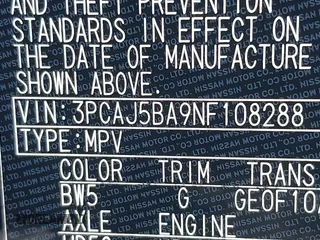 AND THEFT PREVENTION
STANDARDS IN EFFECT ON
THE DATE OF MANUFACTURE
SHOWN ABOVE.
VIN:3PCAJ5BA9NF108288
TYPE:MPV
COLOR TRIM TRANS
BW5 G GEOF10A
AXLE ENGINE